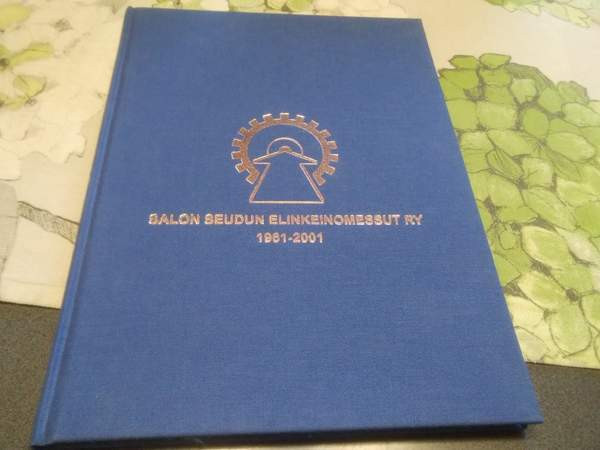 SALON SEUDUN ELINKEINOMESSUT RY
1961-2001